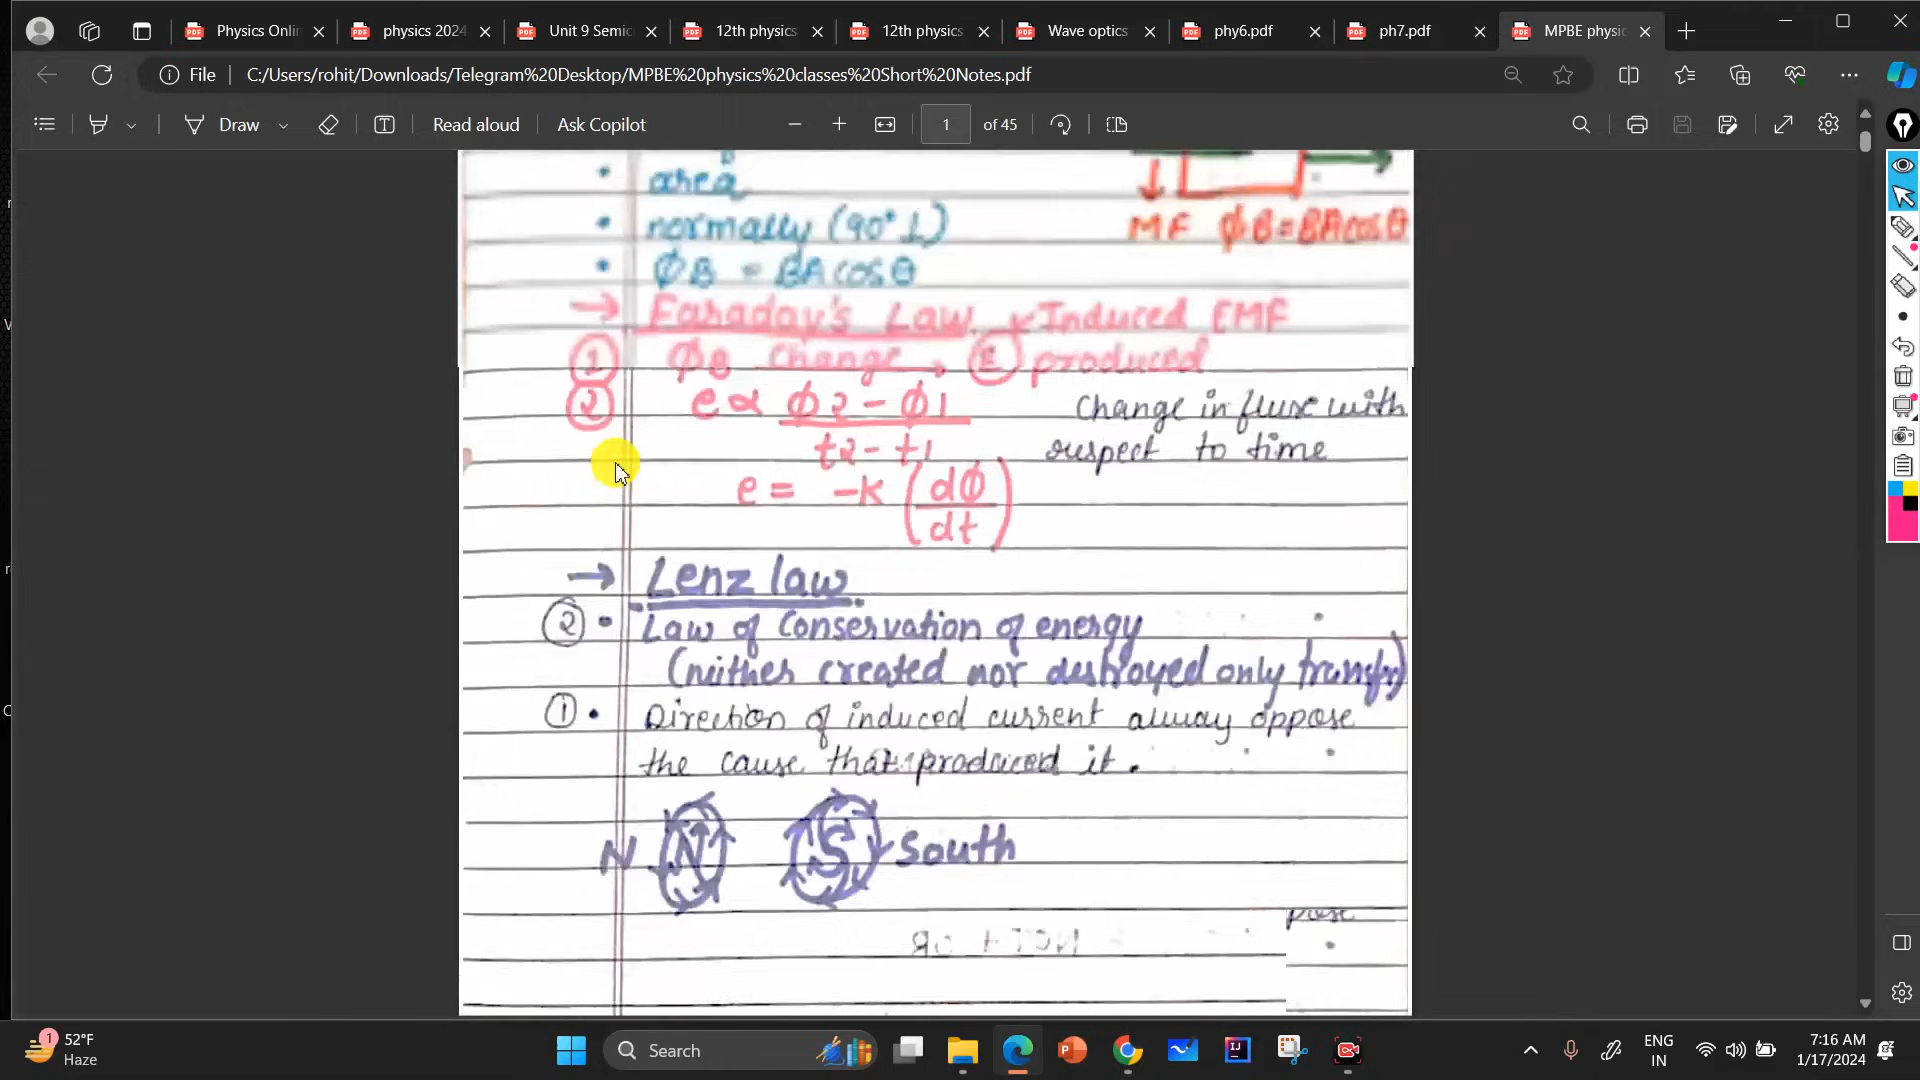 Physics Onlin
physics 2024
Unit 9 Semic
12th physics
12th physics
Wave optics
phy6.pdf
ph7.pdf
MPBE physic
File
C:/Users/rohit/Downloads/Telegram%20Desktop/MPBE%20physics%20classes%20Short%20Notes.pdf
Draw
Read aloud
Ask Copilot
1 of 45
• area
• normally (90° ⊥)
MF ϕB=BAcosθ
• ϕB = BA cosθ
→ Faraday's Law Induced EMF
① ϕB change → Ⓔ produced
② e ∝ ϕ2 - ϕ1
t2 - t1
Change in flux with
respect to time
e = -K (dϕ
dt)
→ Lenz law
② • Law of Conservation of energy
(neither created nor destroyed only transfer)
① • Direction of induced current alway oppose
the cause that produced it.
N N S South
52°F
Haze
Search
ENG
IN
7:16 AM
1/17/2024